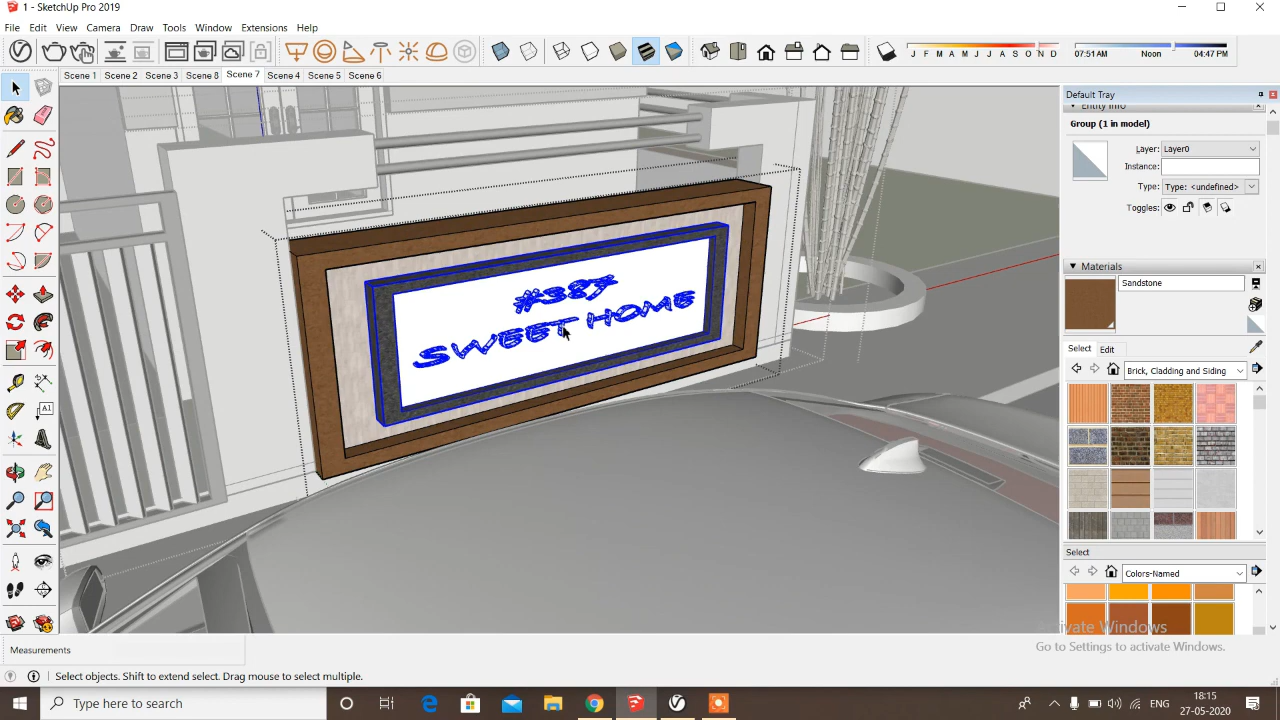 1 - SketchUp Pro 2019
File Edit View Camera Draw Tools Window Extensions Help
J F M A M J J A S O N D
07:51 AM Noon 04:47 PM
Scene 1 Scene 2 Scene 3 Scene 8 Scene 7 Scene 4 Scene 5 Scene 6
Default Tray
Entity Info
Group (1 in model)
Layer: Layer0
Instance:
Type: Type: <undefined>
Toggles:
Materials
Sandstone
Select Edit
Brick, Cladding and Siding
Select
Colors-Named
#387
SWEET HOME
A1
Activate Windows
Go to Settings to activate Windows.
Measurements
Select objects. Shift to extend select. Drag mouse to select multiple.
Type here to search
ENG
18:15
27-05-2020